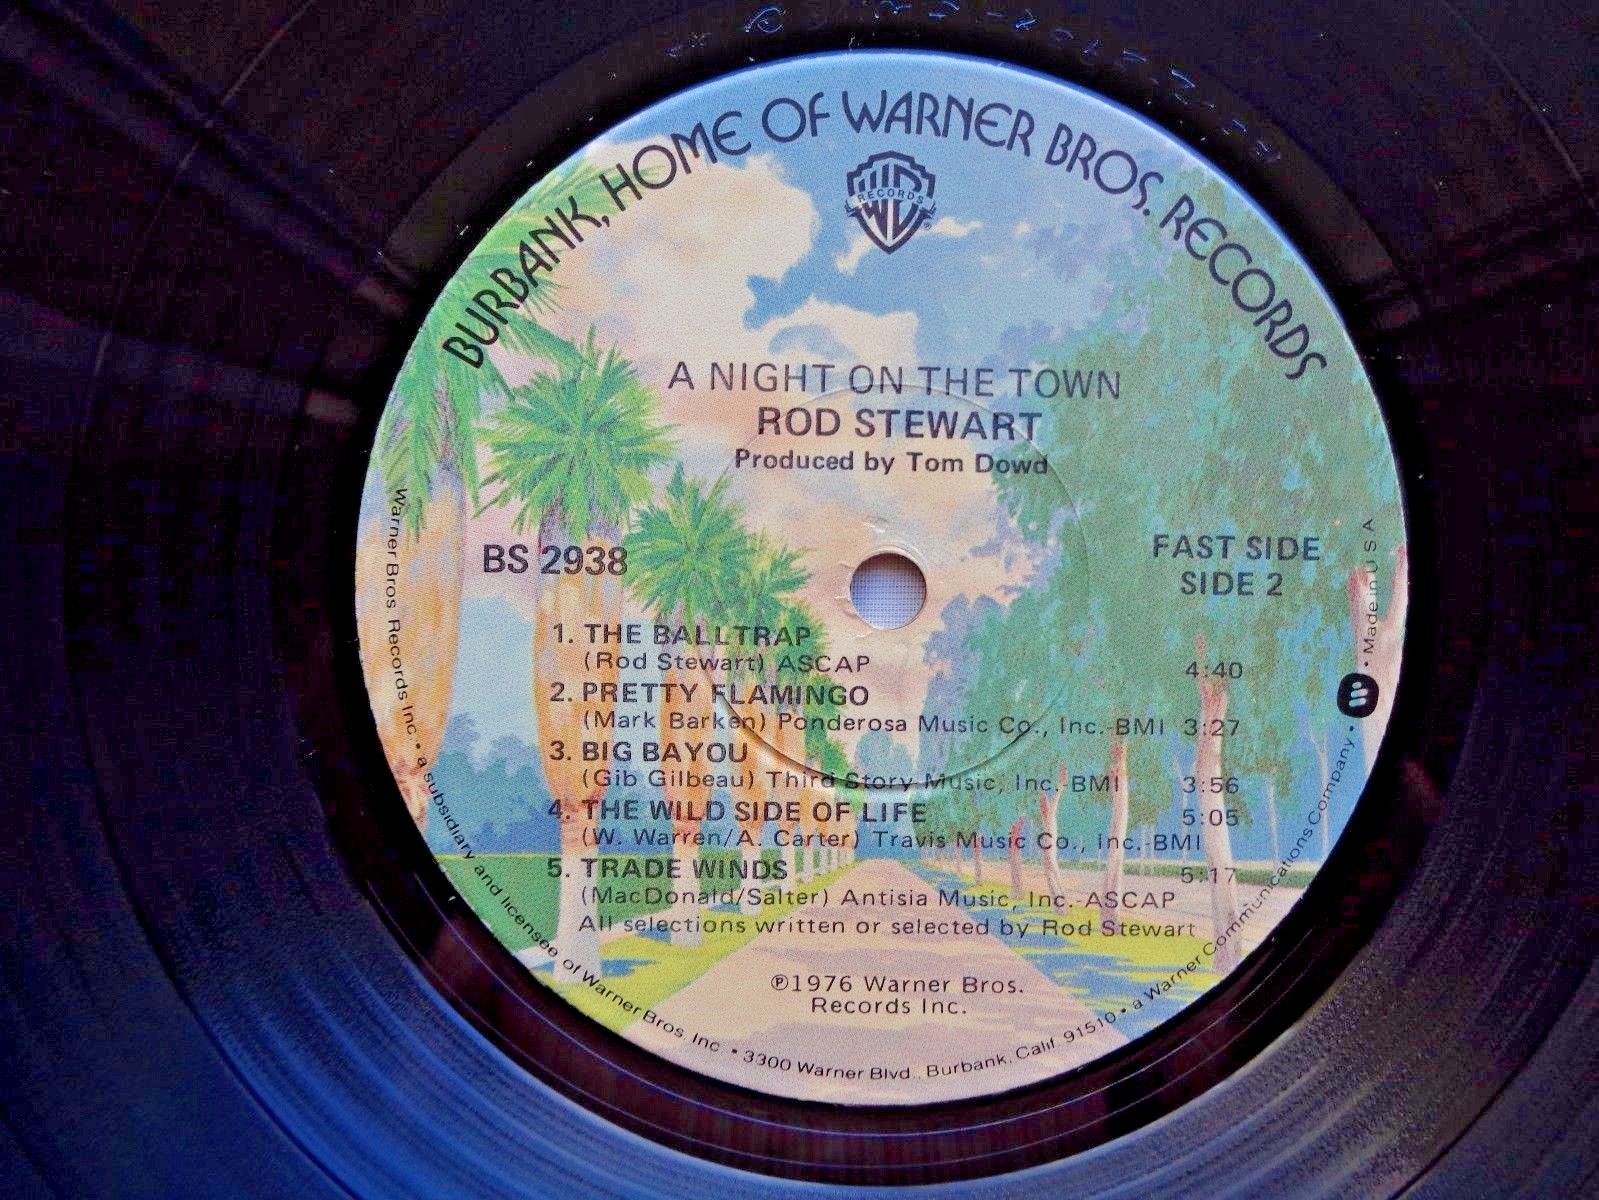 BURBANK, HOME OF WARNER BROS. RECORDS
RECORDS
A NIGHT ON THE TOWN
ROD STEWART
Produced by Tom Dowd
BS 2938
FAST SIDE
SIDE 2
1. THE BALLTRAP
(Rod Stewart) ASCAP 4:40
2. PRETTY FLAMINGO
(Mark Barken) Ponderosa Music Co., Inc.-BMI 3:27
3. BIG BAYOU
(Gib Gilbeau) Third Story Music, Inc.-BMI 3:56
4. THE WILD SIDE OF LIFE 5:05
(W. Warren/A. Carter) Travis Music Co., Inc.-BMI
5. TRADE WINDS 5:17
(MacDonald/Salter) Antisia Music, Inc.-ASCAP
All selections written or selected by Rod Stewart
℗1976 Warner Bros.
Records Inc.
Warner Bros. Records Inc. • a subsidiary and licensee of Warner Bros. Inc. • 3300 Warner Blvd., Burbank, Calif. 91510 • a Warner Communications Company • Made in U S A